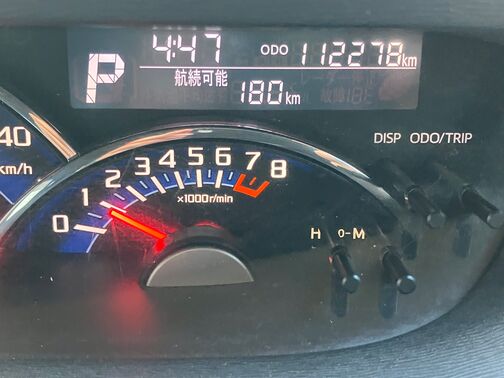 4:47 ODO 112278km
P
航続可能
180km
DISP ODO/TRIP
40
km/h
0 1 2 3 4 5 6 7 8
×1000r/min
H 0-M